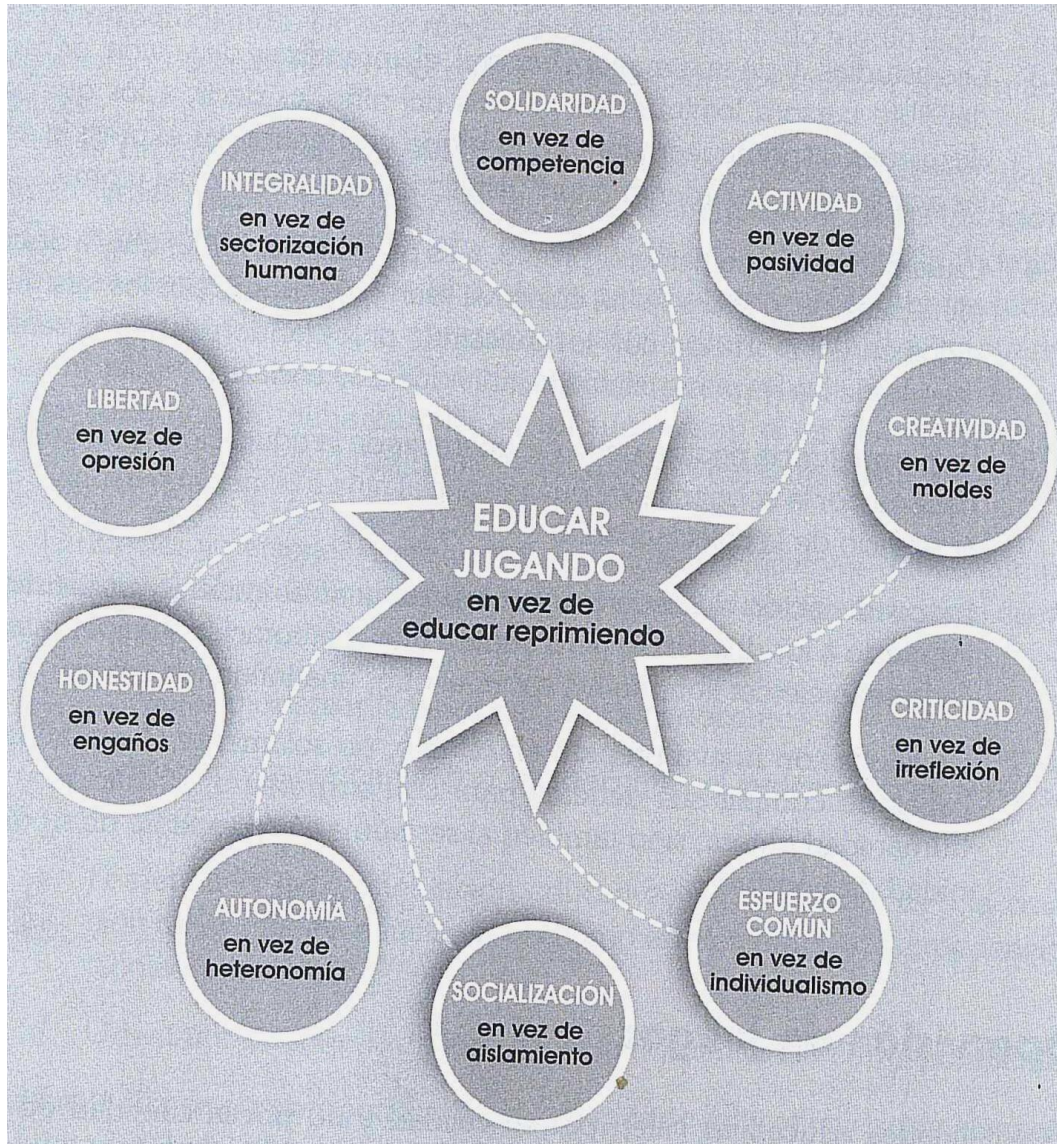 SOLIDARIDAD
en vez de
competencia
ACTIVIDAD
en vez de
pasividad
CREATIVIDAD
en vez de
moldes
CRITICIDAD
en vez de
irreflexión
ESFUERZO
COMÚN
en vez de
individualismo
SOCIALIZACIÓN
en vez de
aislamiento
AUTONOMÍA
en vez de
heteronomía
HONESTIDAD
en vez de
engaños
LIBERTAD
en vez de
opresión
INTEGRALIDAD
en vez de
sectorización
humana
EDUCAR
JUGANDO
en vez de
educar reprimiendo